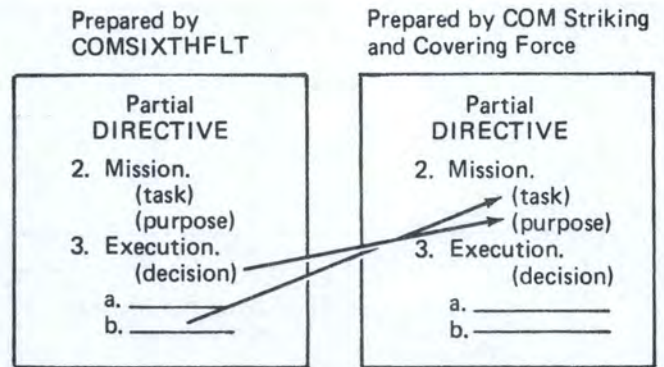 Prepared by
COMSIXTHFLT
Partial
DIRECTIVE
2. Mission.
(task)
(purpose)
3. Execution.
(decision)
a.
b.
Prepared by COM Striking
and Covering Force
Partial
DIRECTIVE
2. Mission.
(task)
(purpose)
3. Execution.
(decision)
a.
b.